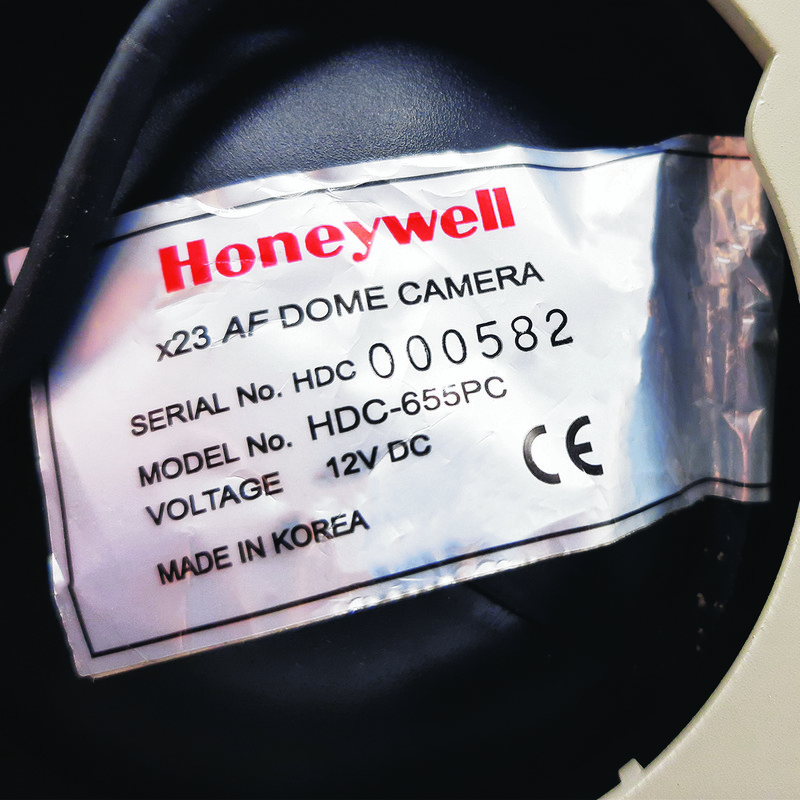 Honeywell
x23 AF DOME CAMERA
SERIAL No. HDC 000582
MODEL No. HDC-655PC
VOLTAGE 12V DC
CE
MADE IN KOREA